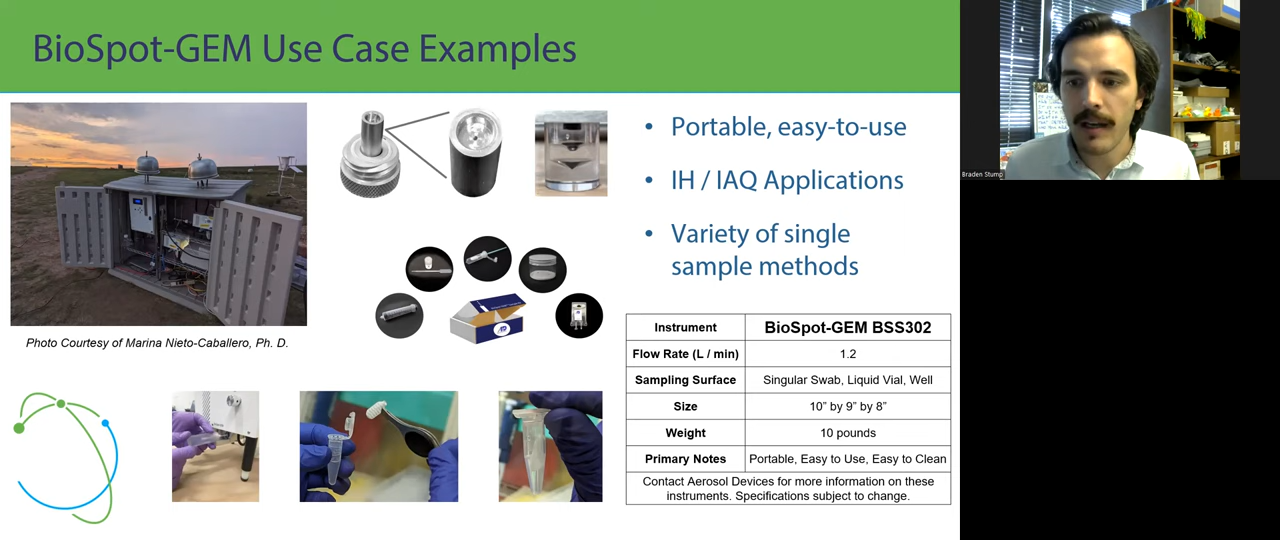 BioSpot-GEM Use Case Examples
Photo Courtesy of Marina Nieto-Caballero, Ph. D.
• Portable, easy-to-use
• IH / IAQ Applications
• Variety of single
sample methods
Instrument BioSpot-GEM BSS302
Flow Rate (L / min) 1.2
Sampling Surface Singular Swab, Liquid Vial, Well
Size 10” by 9” by 8”
Weight 10 pounds
Primary Notes Portable, Easy to Use, Easy to Clean
Contact Aerosol Devices for more information on these
instruments. Specifications subject to change.
Braden Stump